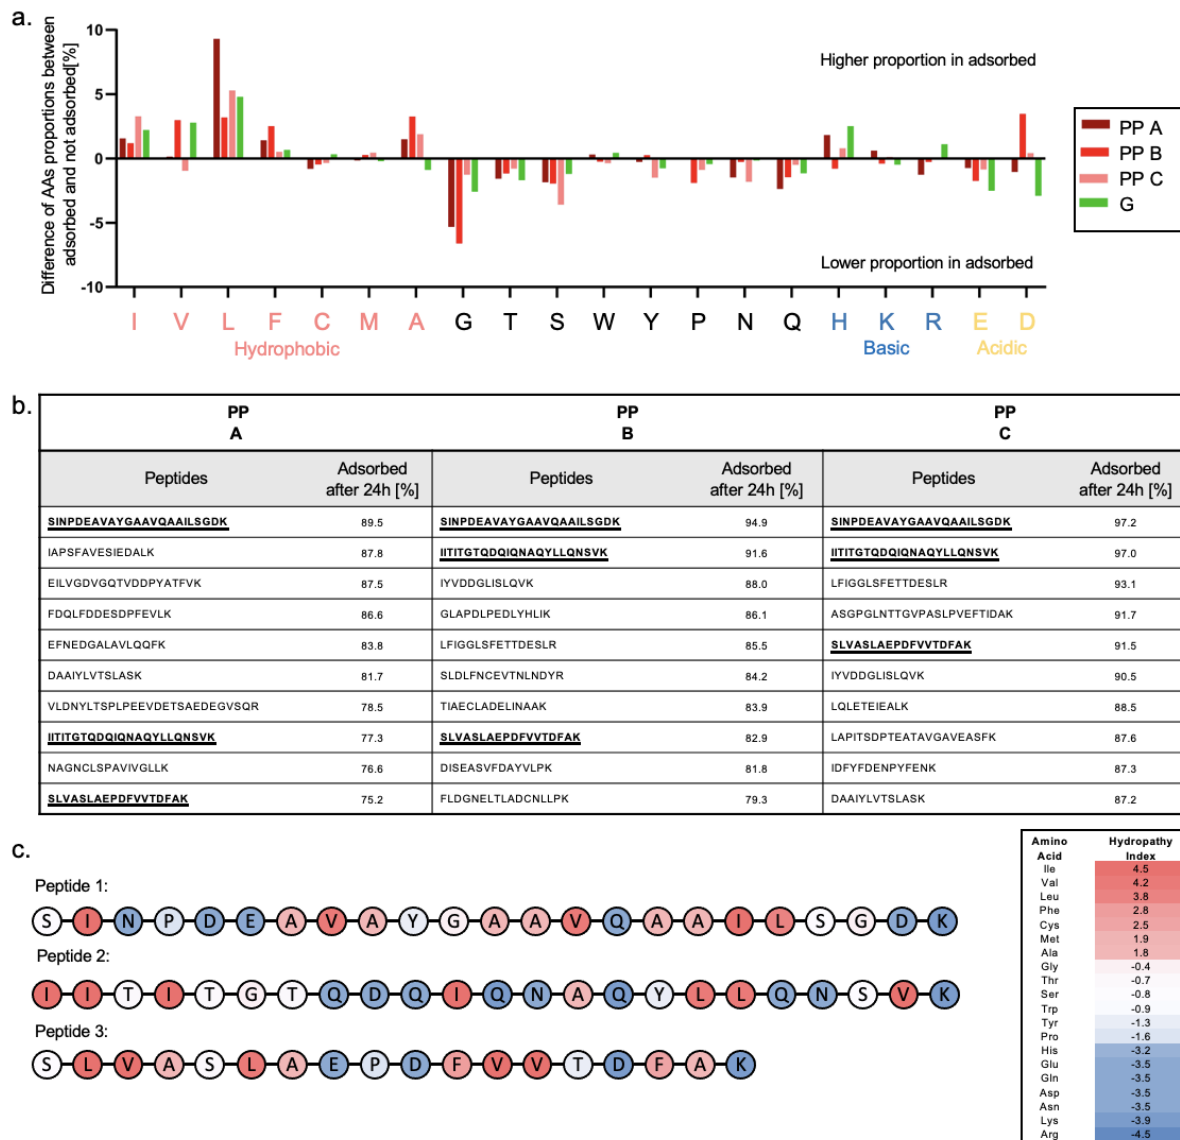 a.
Difference of AAs proportions between
adsorbed and not adsorbed[%]
10
5
0
-5
-10
Higher proportion in adsorbed
Lower proportion in adsorbed
PP A
PP B
PP C
G
I V L F C M A G T S W Y P N Q H K R E D
Hydrophobic Basic Acidic
b.
PP A PP B PP C
Peptides Adsorbed after 24h [%] Peptides Adsorbed after 24h [%] Peptides Adsorbed after 24h [%]
SINPDEAVAYGAAVQAAILSGDK 89.5 SINPDEAVAYGAAVQAAILSGDK 94.9 SINPDEAVAYGAAVQAAILSGDK 97.2
IAPSFAVESIEDALK 87.8 IITITGTQDQIQNAQYLLQNSVK 91.6 IITITGTQDQIQNAQYLLQNSVK 97.0
EILVGDVGQTVDDPYATFVK 87.5 IYVDDGLISLQVK 88.0 LFIGGLSFETTDESLR 93.1
FDQLFDDESDPFEVLK 86.6 GLAPDLPEDLYHLIK 86.1 ASGPGLNTTGVPASLPVEFTIDAK 91.7
EFNEDGALAVLQQFK 83.8 LFIGGLSFETTDESLR 85.5 SLVASLAEPDFVVTDFAK 91.5
DAAIYLVTSLASK 81.7 SLDLFNCEVTNLNDYR 84.2 IYVDDGLISLQVK 90.5
VLDNYLTSPLPEEVDETSAEDEGVSQR 78.5 TIAECLADELINAAK 83.9 LQLETEIEALK 88.5
IITITGTQDQIQNAQYLLQNSVK 77.3 SLVASLAEPDFVVTDFAK 82.9 LAPITSDPTEATAVGAVEASFK 87.6
NAGNCLSPAVIVGLLK 76.6 DISEASVFDAYVLPK 81.8 IDFYFDENPYFENK 87.3
SLVASLAEPDFVVTDFAK 75.2 FLDGNELTLADCNLLPK 79.3 DAAIYLVTSLASK 87.2
c.
Peptide 1:
S I N P D E A V A Y G A A V Q A A I L S G D K
Peptide 2:
I I T I T G T Q D Q I Q N A Q Y L L Q N S V K
Peptide 3:
S L V A S L A E P D F V V T D F A K
Amino Acid Hydropathy Index
Ile 4.5
Val 4.2
Leu 3.8
Phe 2.8
Cys 2.5
Met 1.9
Ala 1.8
Gly -0.4
Thr -0.7
Ser -0.8
Trp -0.9
Tyr -1.3
Pro -1.6
His -3.2
Glu -3.5
Gln -3.5
Asp -3.5
Asn -3.5
Lys -3.9
Arg -4.5